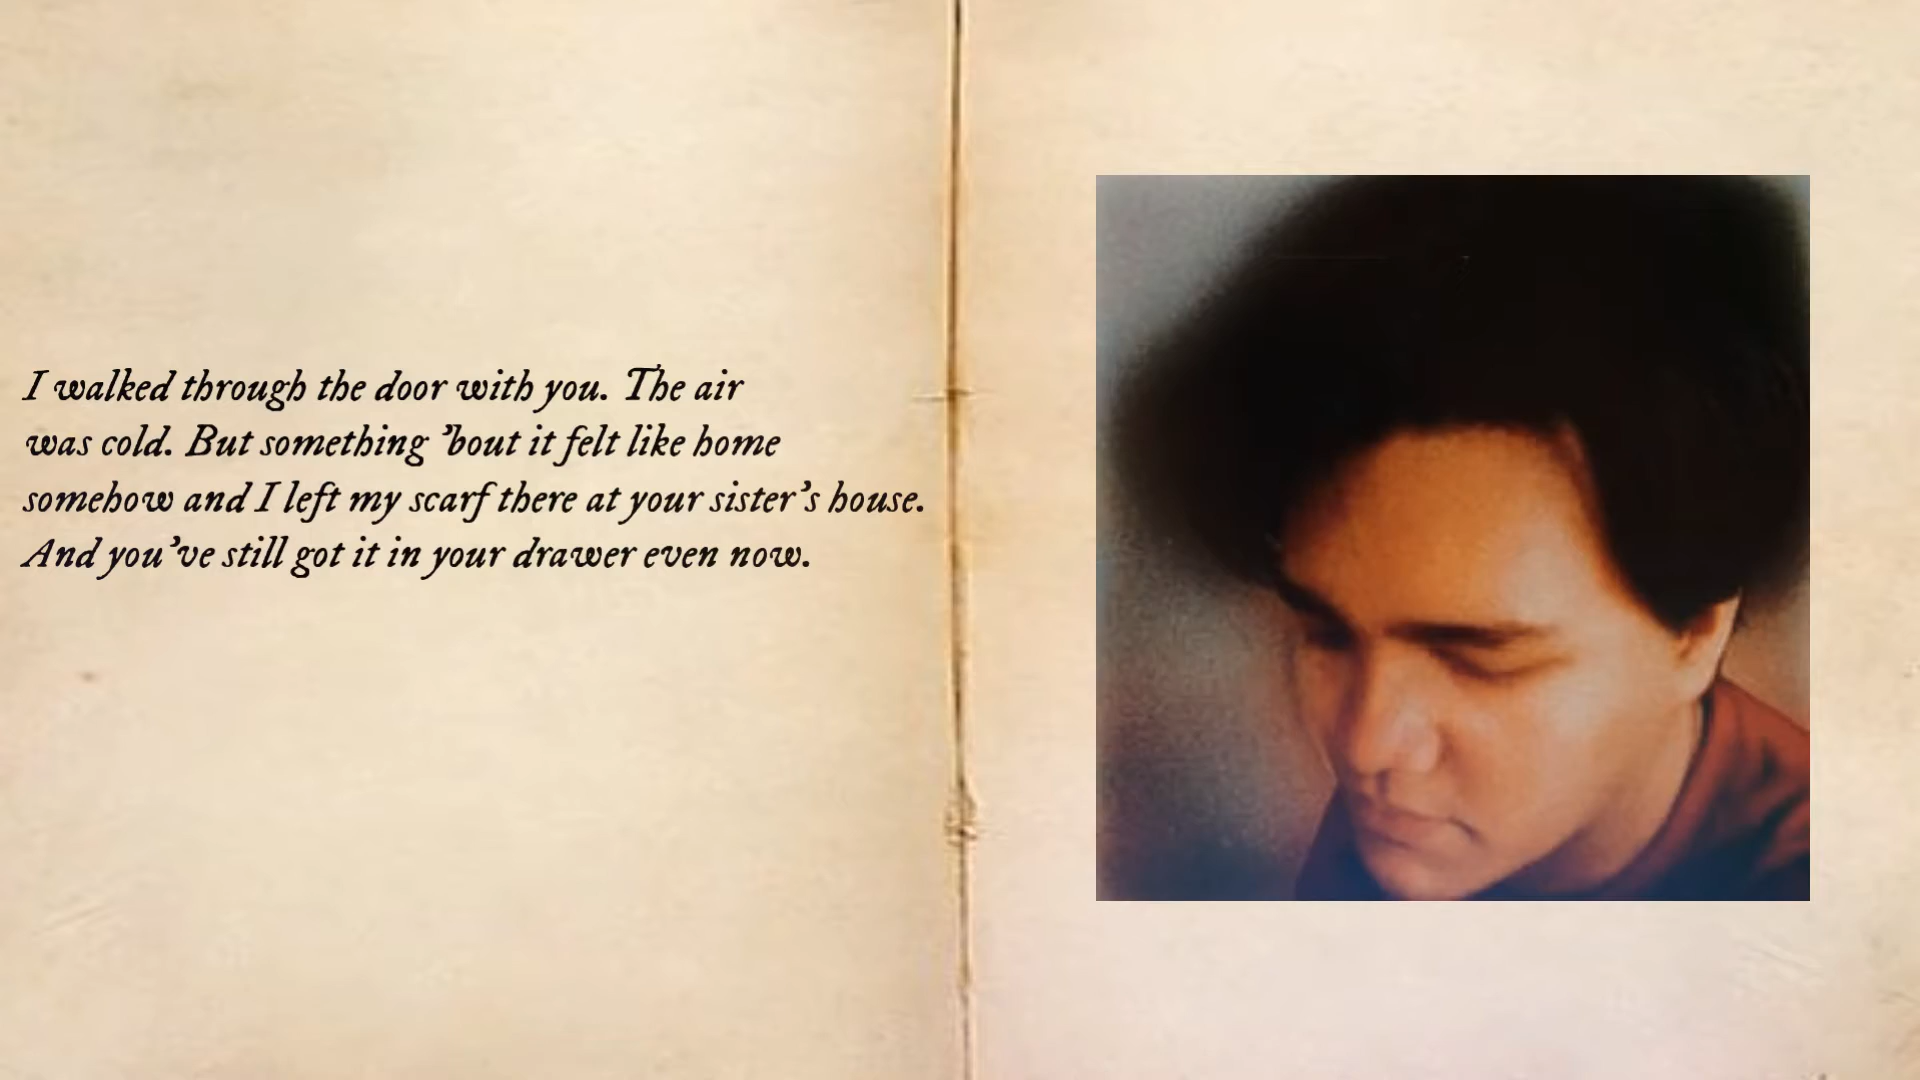 I walked through the door with you. The air
was cold. But something 'bout it felt like home
somehow and I left my scarf there at your sister's house.
And you've still got it in your drawer even now.